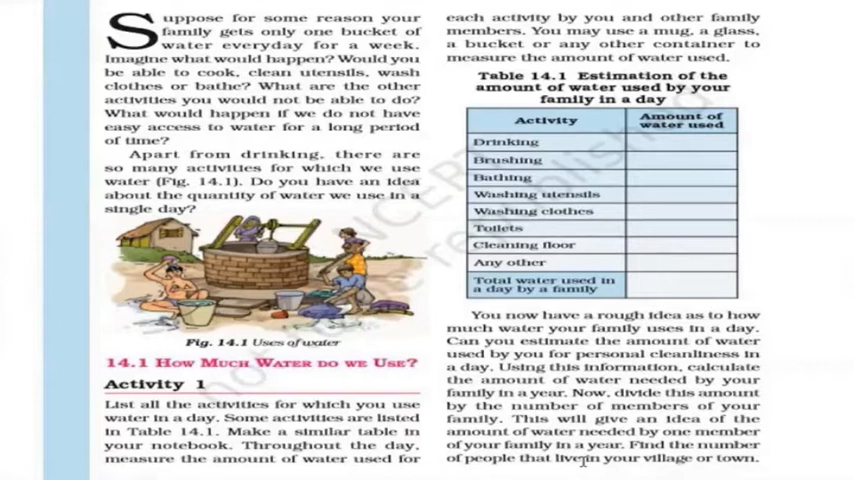 Suppose for some reason your
family gets only one bucket of
water everyday for a week.
Imagine what would happen? Would you
be able to cook, clean utensils, wash
clothes or bathe? What are the other
activities you would not be able to do?
What would happen if we do not have
easy access to water for a long period
of time?
Apart from drinking, there are
so many activities for which we use
water (Fig. 14.1). Do you have an idea
about the quantity of water we use in a
single day?
Fig. 14.1 Uses of water
14.1 HOW MUCH WATER DO WE USE?
Activity 1
List all the activities for which you use
water in a day. Some activities are listed
in Table 14.1. Make a similar table in
your notebook. Throughout the day,
measure the amount of water used for
each activity by you and other family
members. You may use a mug, a glass,
a bucket or any other container to
measure the amount of water used.
Table 14.1 Estimation of the
amount of water used by your
family in a day
Activity Amount of
water used
Drinking
Brushing
Bathing
Washing utensils
Washing clothes
Toilets
Cleaning floor
Any other
Total water used in
a day by a family
You now have a rough idea as to how
much water your family uses in a day.
Can you estimate the amount of water
used by you for personal cleanliness in
a day. Using this information, calculate
the amount of water needed by your
family in a year. Now, divide this amount
by the number of members of your
family. This will give an idea of the
amount of water needed by one member
of your family in a year. Find the number
of people that live in your village or town.